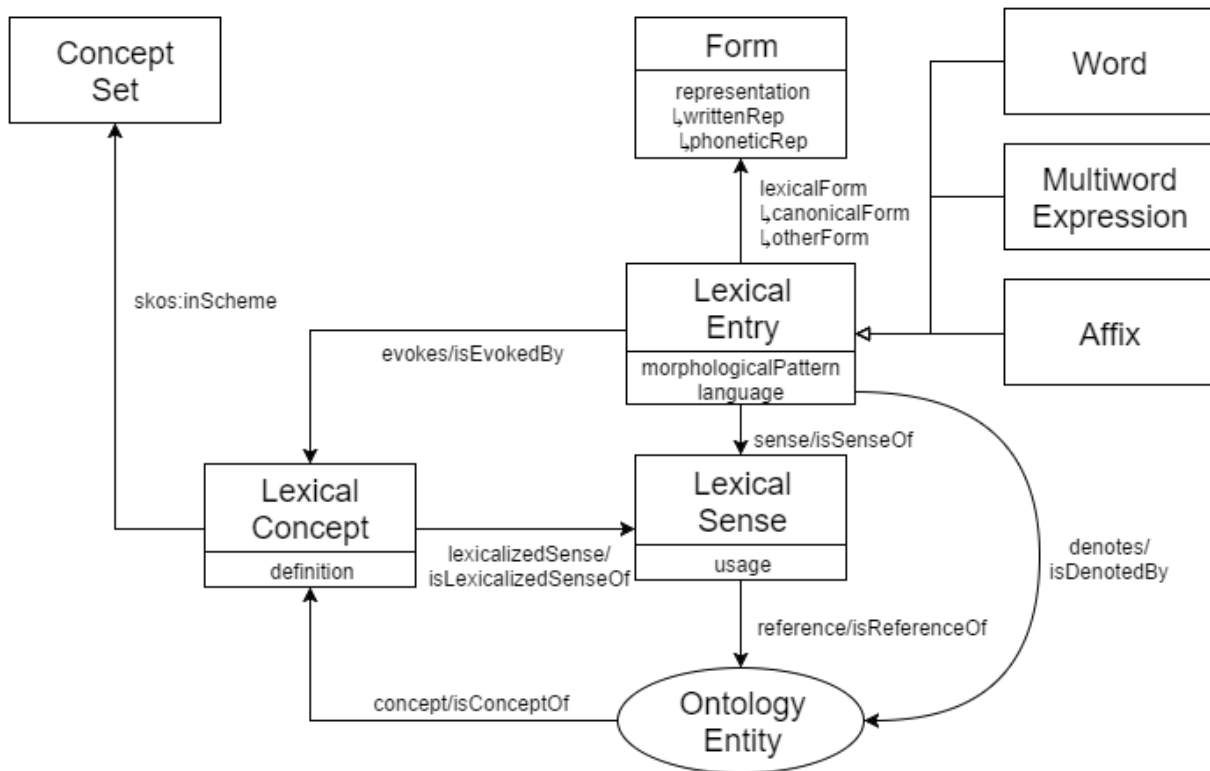 Concept
Set
Form
representation
↳writtenRep
↳phoneticRep
Word
Multiword
Expression
Affix
lexicalForm
↳canonicalForm
↳otherForm
skos:inScheme
Lexical
Entry
morphologicalPattern
language
evokes/isEvokedBy
sense/isSenseOf
Lexical
Concept
definition
lexicalizedSense/
isLexicalizedSenseOf
Lexical
Sense
usage
denotes/
isDenotedBy
reference/isReferenceOf
concept/isConceptOf
Ontology
Entity